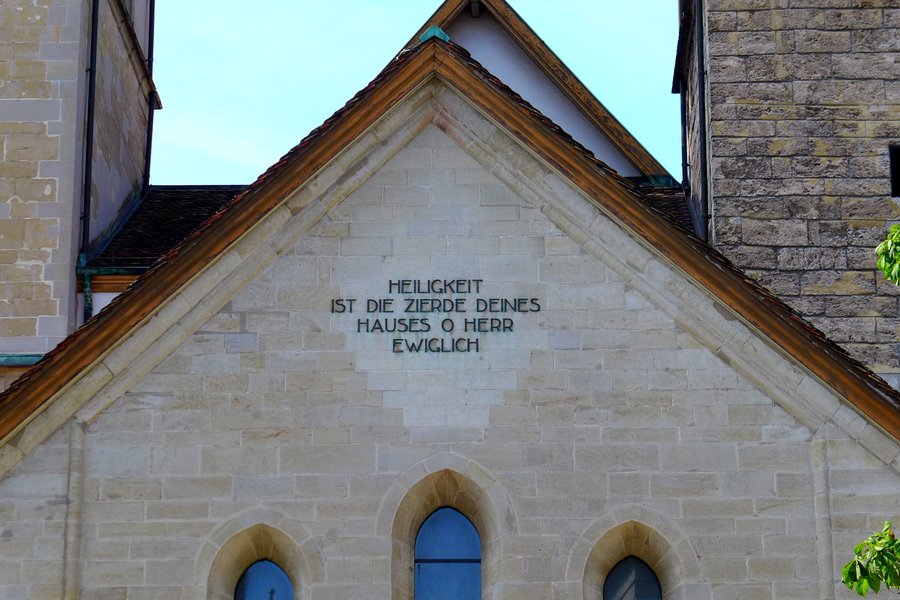 HEILIGKEIT
IST DIE ZIERDE DEINES
HAUSES O HERR
EWIGLICH